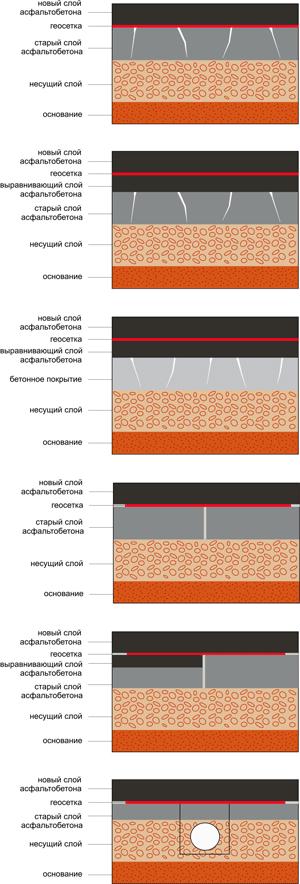 новый слой
асфальтобетона
геосетка
старый слой
асфальтобетона
несущий слой
основание
новый слой
асфальтобетона
геосетка
выравнивающий слой
асфальтобетона
старый слой
асфальтобетона
несущий слой
основание
новый слой
асфальтобетона
геосетка
выравнивающий слой
асфальтобетона
бетонное покрытие
несущий слой
основание
новый слой
асфальтобетона
геосетка
старый слой
асфальтобетона
несущий слой
основание
новый слой
асфальтобетона
геосетка
выравнивающий слой
асфальтобетона
старый слой
асфальтобетона
несущий слой
основание
новый слой
асфальтобетона
геосетка
старый слой
асфальтобетона
несущий слой
основание